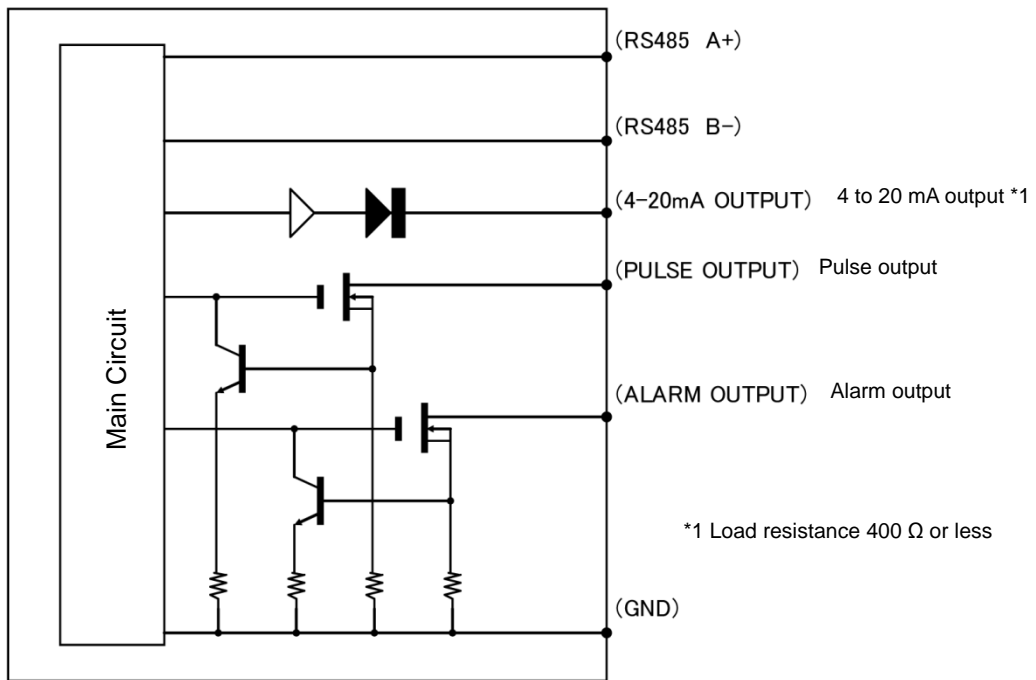 (RS485 A+)
(RS485 B-)
(4-20mA OUTPUT) 4 to 20 mA output *1
(PULSE OUTPUT) Pulse output
Main Circuit
(ALARM OUTPUT) Alarm output
*1 Load resistance 400 Ω or less
(GND)